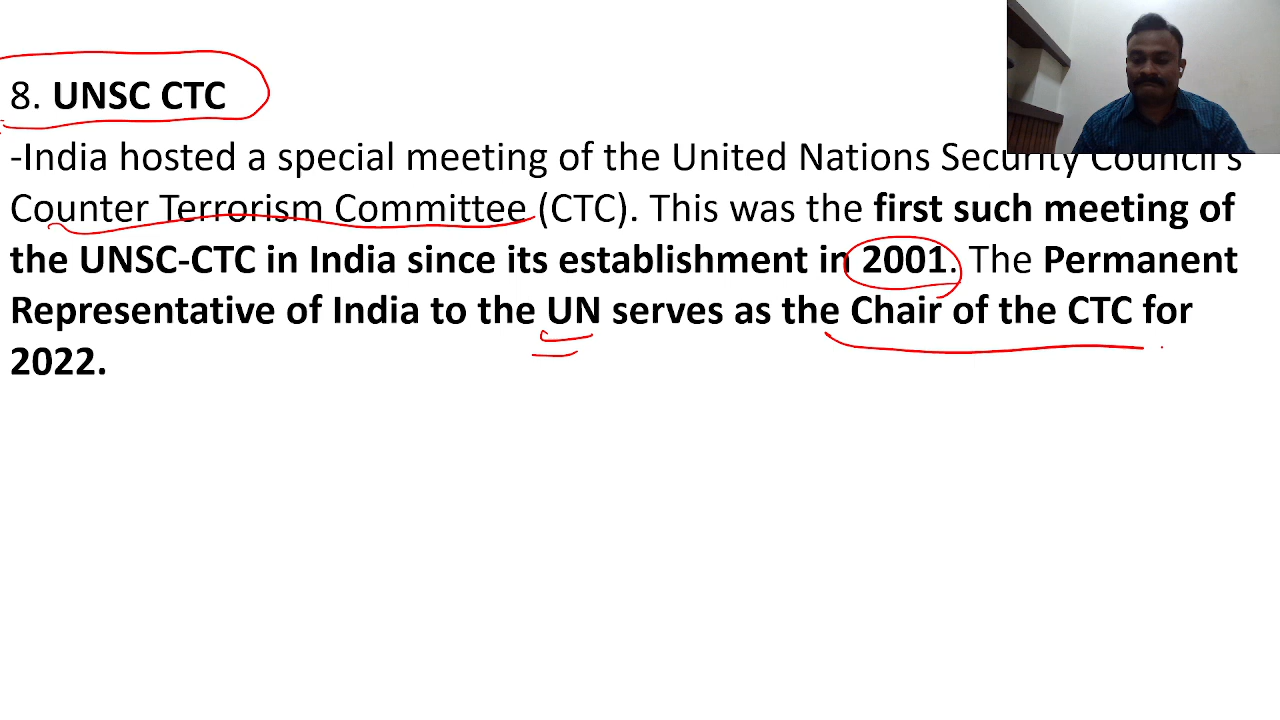 8. UNSC CTC
-India hosted a special meeting of the United Nations Security Council's
Counter Terrorism Committee (CTC). This was the first such meeting of
the UNSC-CTC in India since its establishment in 2001. The Permanent
Representative of India to the UN serves as the Chair of the CTC for
2022.